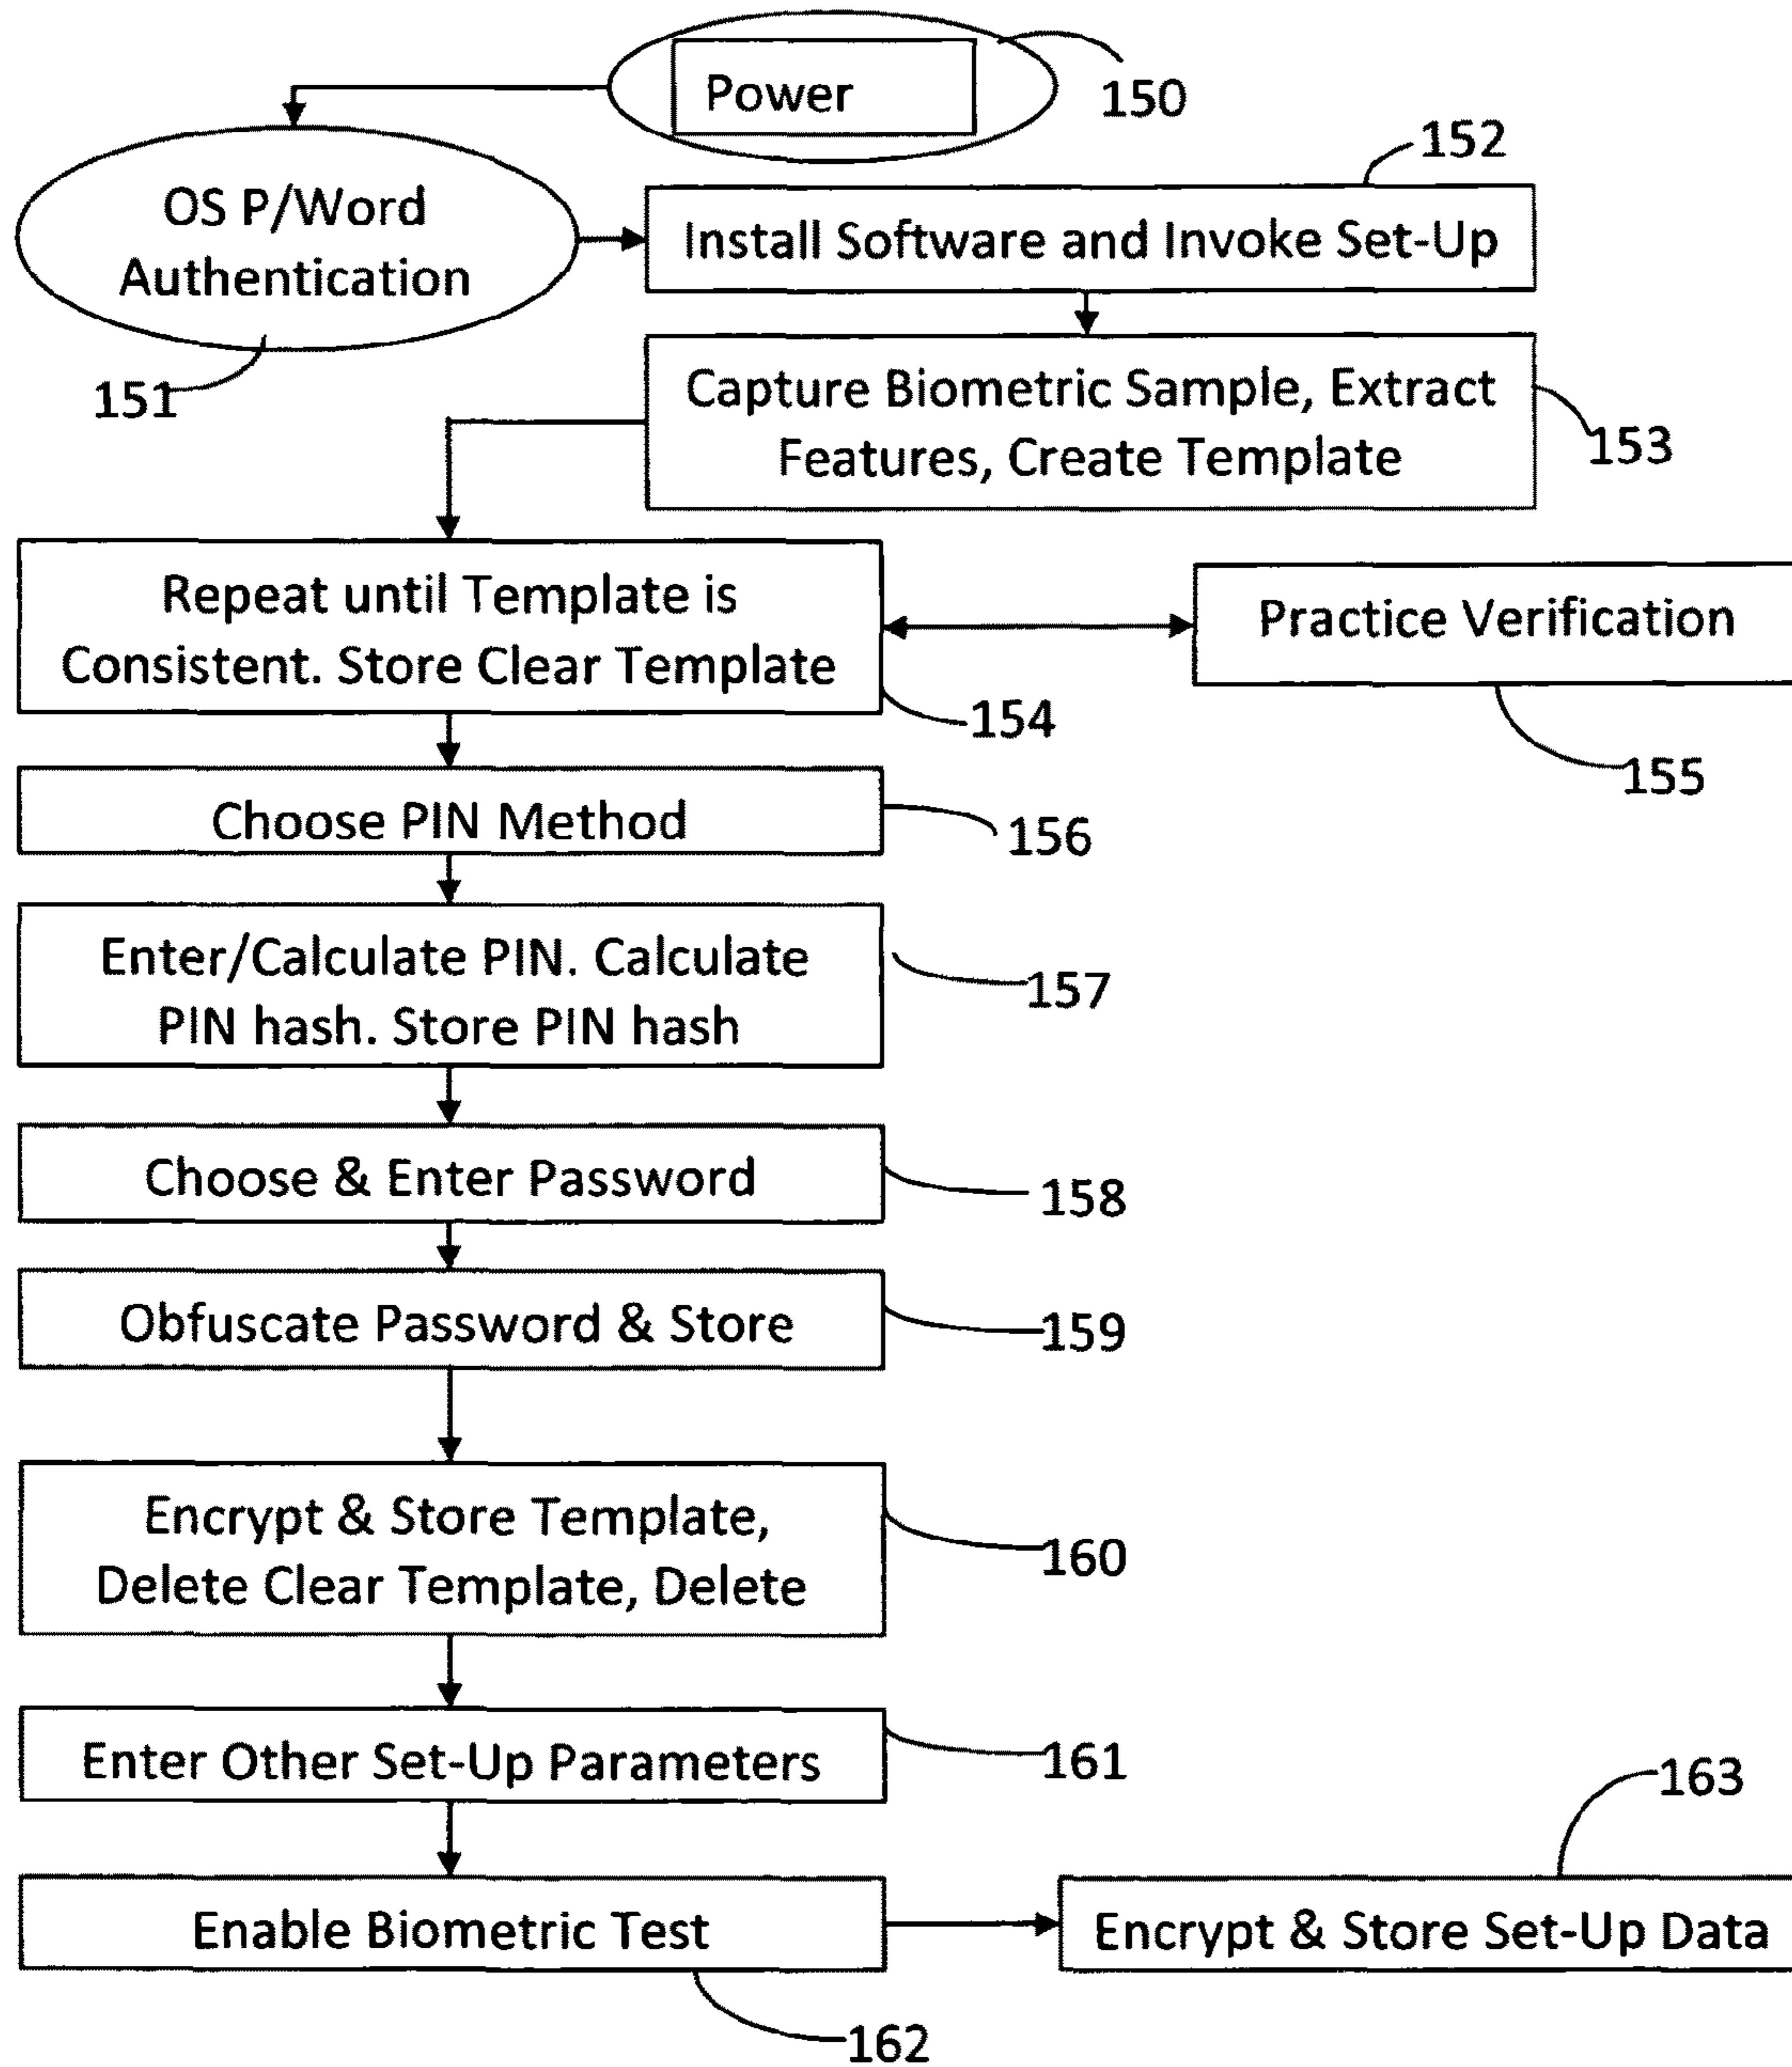 Power
150
152
OS P/Word
Authentication
Install Software and Invoke Set-Up
151
Capture Biometric Sample, Extract
Features, Create Template
153
Repeat until Template is
Consistent. Store Clear Template
Practice Verification
154
155
Choose PIN Method
156
Enter/Calculate PIN. Calculate
PIN hash. Store PIN hash
157
Choose & Enter Password
158
Obfuscate Password & Store
159
Encrypt & Store Template,
Delete Clear Template, Delete
160
Enter Other Set-Up Parameters
161
163
Enable Biometric Test
Encrypt & Store Set-Up Data
162